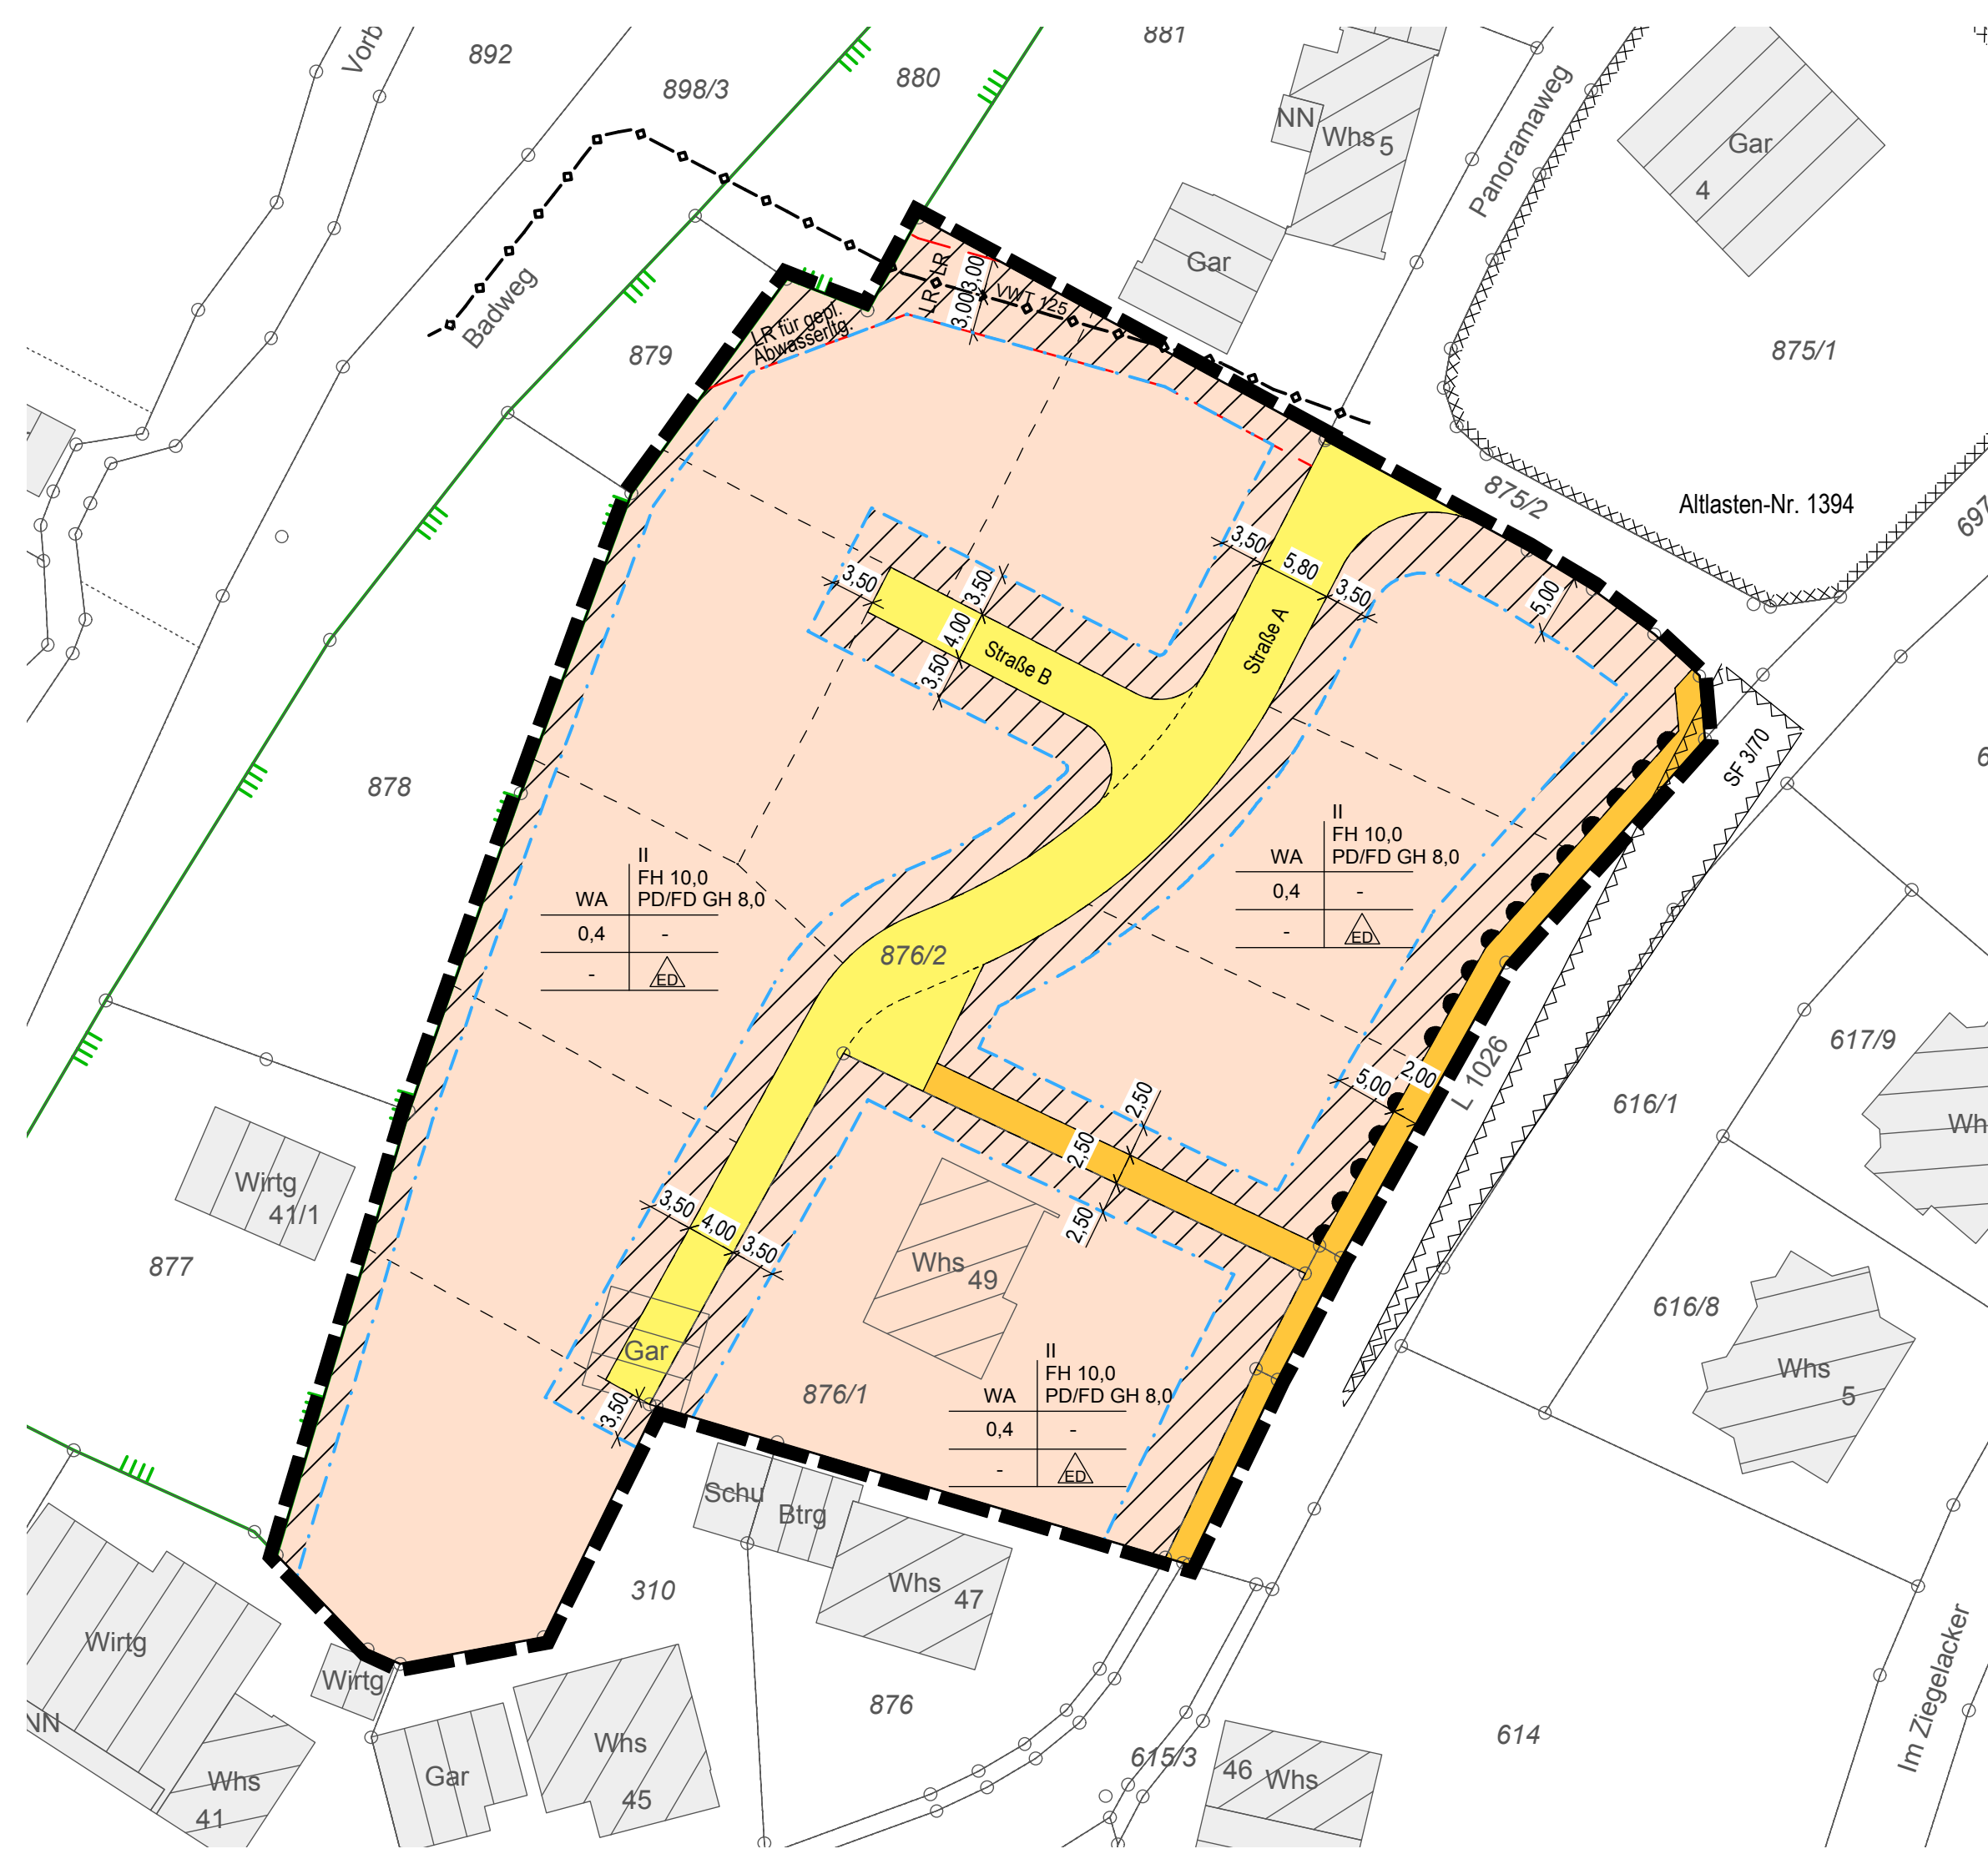 Vorb
892
898/3
880
881
NN
Whs 5
Panoramaweg
Gar
4
Badweg
Gar
LR
LR
3,00
3,00
VWT 125
LR für gepl.
Abwasserltg.
879
875/1
875/2
Altlasten-Nr. 1394
697
3,50
5,80
3,50
5,00
3,50
3,50
4,00
3,50
Straße B
Straße A
SF 3/70
878
II
FH 10,0
WA
PD/FD GH 8,0
0,4
-
-
ED
II
FH 10,0
WA
PD/FD GH 8,0
0,4
-
-
ED
876/2
617/9
L 1026
5,00
2,00
616/1
Wh
2,50
2,50
2,50
Wirtg
41/1
3,50
4,00
3,50
Whs
49
877
616/8
Gar
876/1
3,50
II
FH 10,0
WA
PD/FD GH 8,0
0,4
-
-
ED
Whs
5
Schu
Btrg
Whs
47
310
Wirtg
Wirtg
NN
Whs
41
Gar
Whs
45
876
615/3
46
Whs
614
Im Ziegelacker